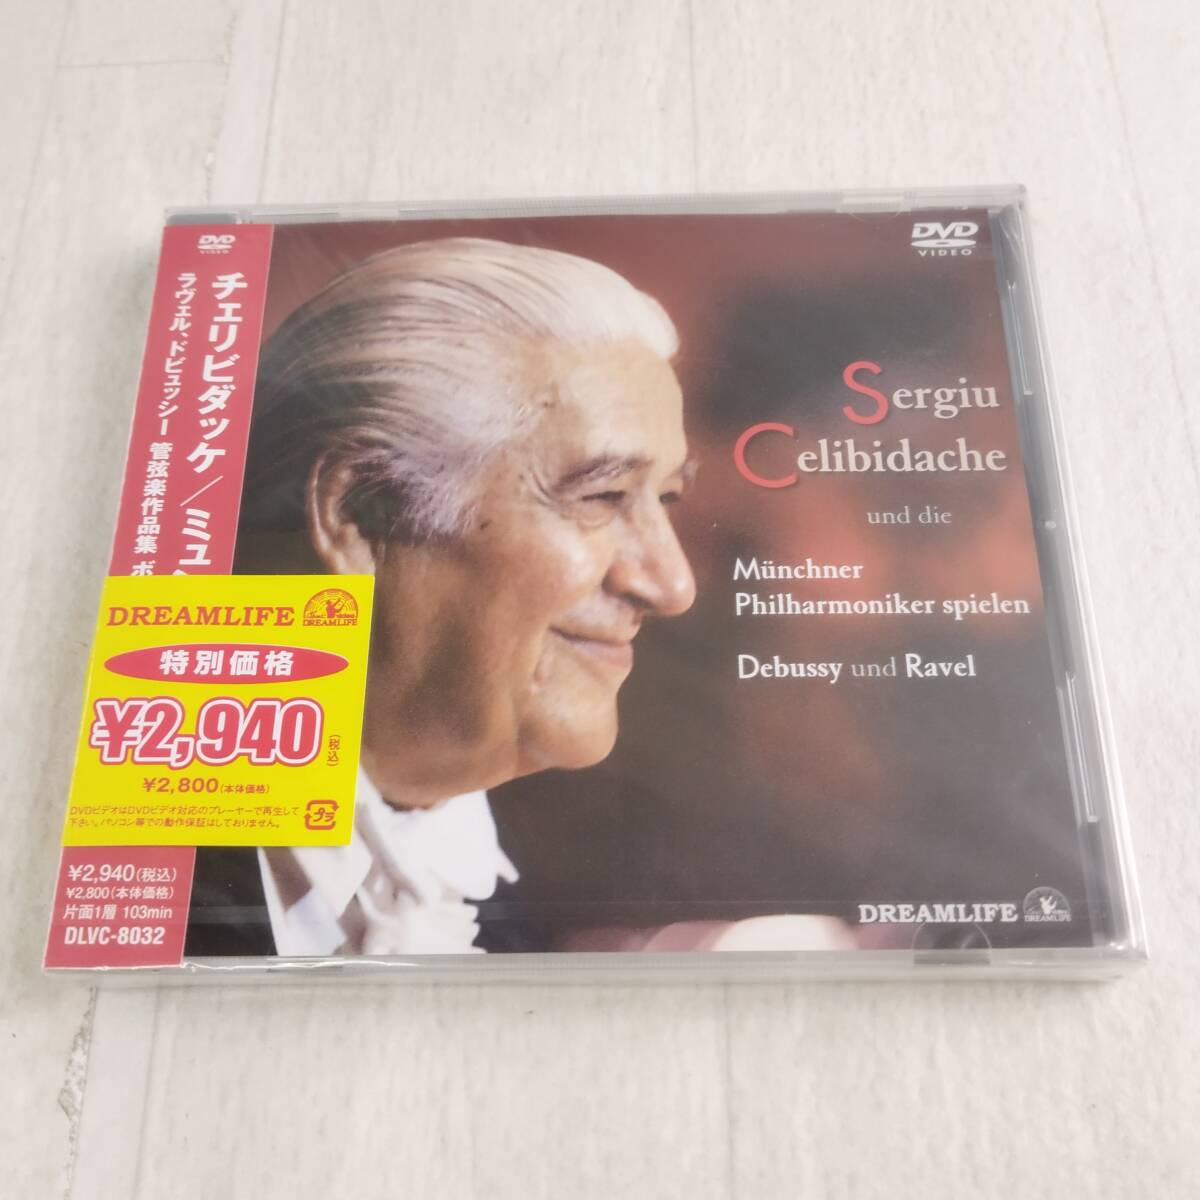 DVD
VIDEO
チェリビダッケ/ミュ
ラヴェル、ドビュッシー 管弦楽作品集 ボ
DREAMLIFE
DREAMLIFE
特別価格
¥2,940(税込)
¥2,800(本体価格)
DVDビデオはDVDビデオ対応のプレーヤーで再生して
下さい。パソコン等での動作保証はしておりません。
プラ
¥2,940(税込)
¥2,800(本体価格)
片面1層 103min
DLVC-8032
DVD
VIDEO
Sergiu
Celibidache
und die
Münchner
Philharmoniker spielen
Debussy und Ravel
DREAMLIFE
DREAMLIFE